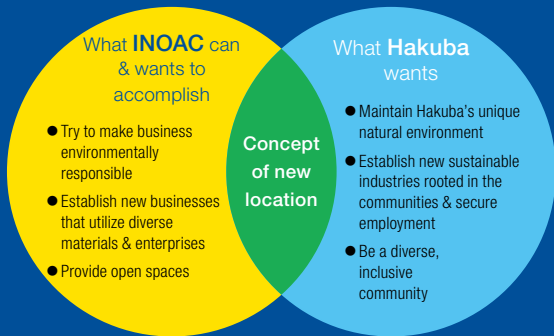 What INOAC can
& wants to
accomplish
● Try to make business
environmentally
responsible
● Establish new businesses
that utilize diverse
materials & enterprises
● Provide open spaces
Concept
of new
location
What Hakuba
wants
● Maintain Hakuba's unique
natural environment
● Establish new sustainable
industries rooted in the
communities & secure
employment
● Be a diverse,
inclusive
community